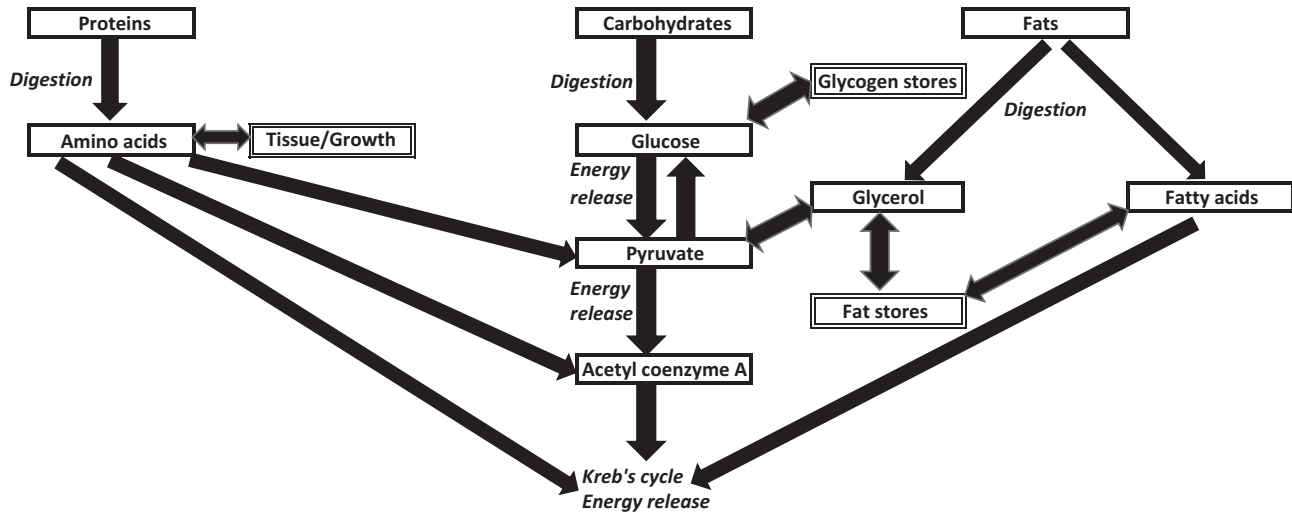 Proteins
Carbohydrates
Fats
Digestion
Digestion
Glycogen stores
Digestion
Amino acids
Tissue/Growth
Glucose
Energy
release
Glycerol
Fatty acids
Pyruvate
Energy
release
Fat stores
Acetyl coenzyme A
Kreb's cycle
Energy release